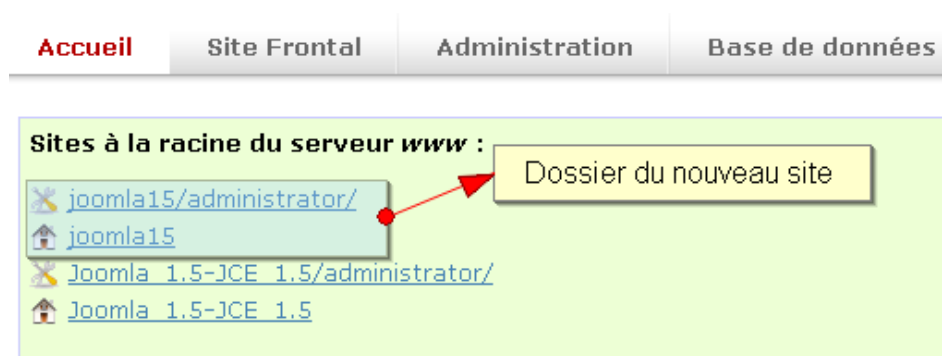 Accueil Site Frontal Administration Base de données
Sites à la racine du serveur www :
Dossier du nouveau site
joomla15/administrator/
joomla15
Joomla_1.5-JCE_1.5/administrator/
Joomla_1.5-JCE_1.5